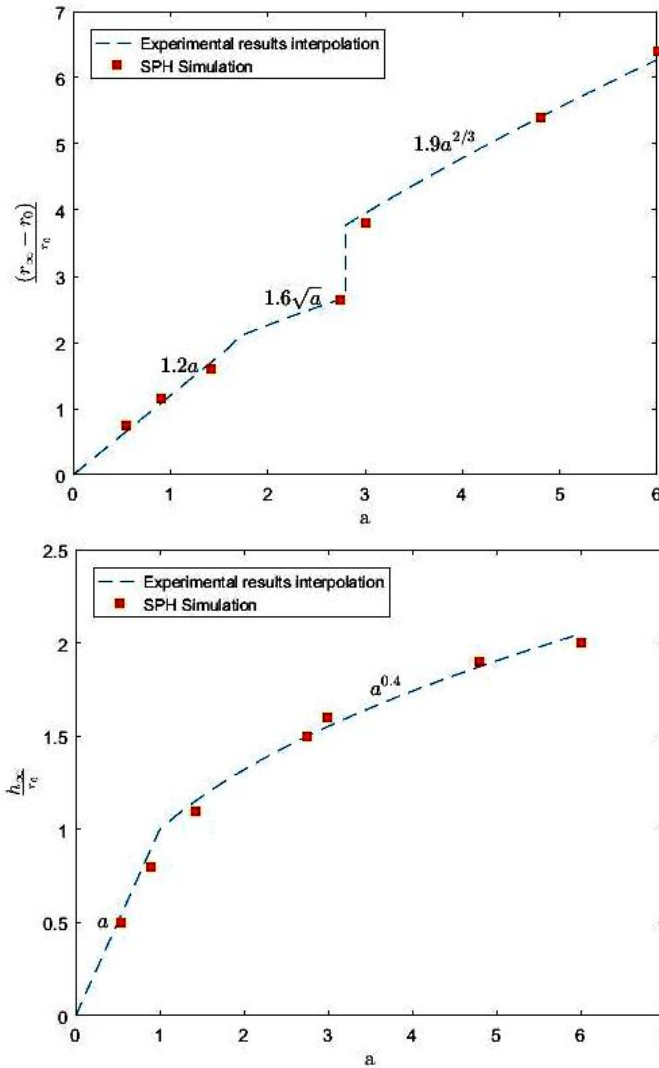 7
Experimental results interpolation
SPH Simulation
6
1.9a^{2/3}
5
4
(r_∞ − r_0)
r_0
3
1.6√a
2
1.2a
1
0
0 1 2 3 4 5 6
a
2.5
Experimental results interpolation
SPH Simulation
2
a^{0.4}
1.5
h_∞
r_0
1
a
0.5
0
0 1 2 3 4 5 6
a